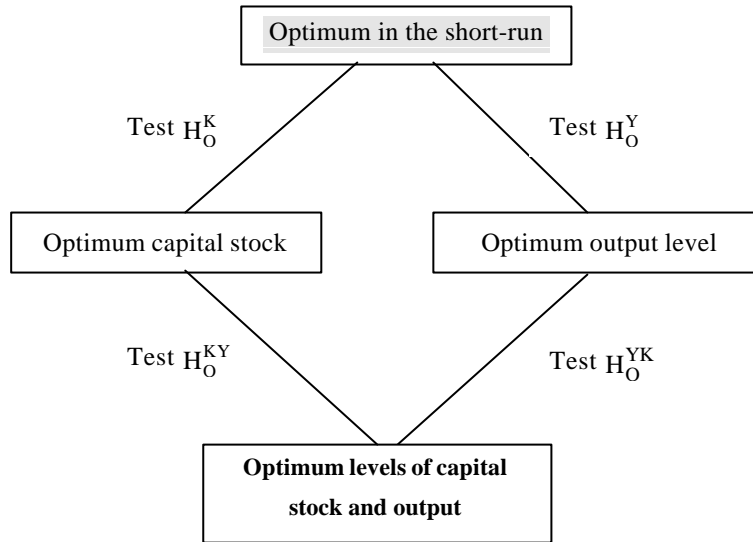 Optimum in the short-run
Test H_O^K
Test H_O^Y
Optimum capital stock
Optimum output level
Test H_O^KY
Test H_O^YK
Optimum levels of capital
stock and output